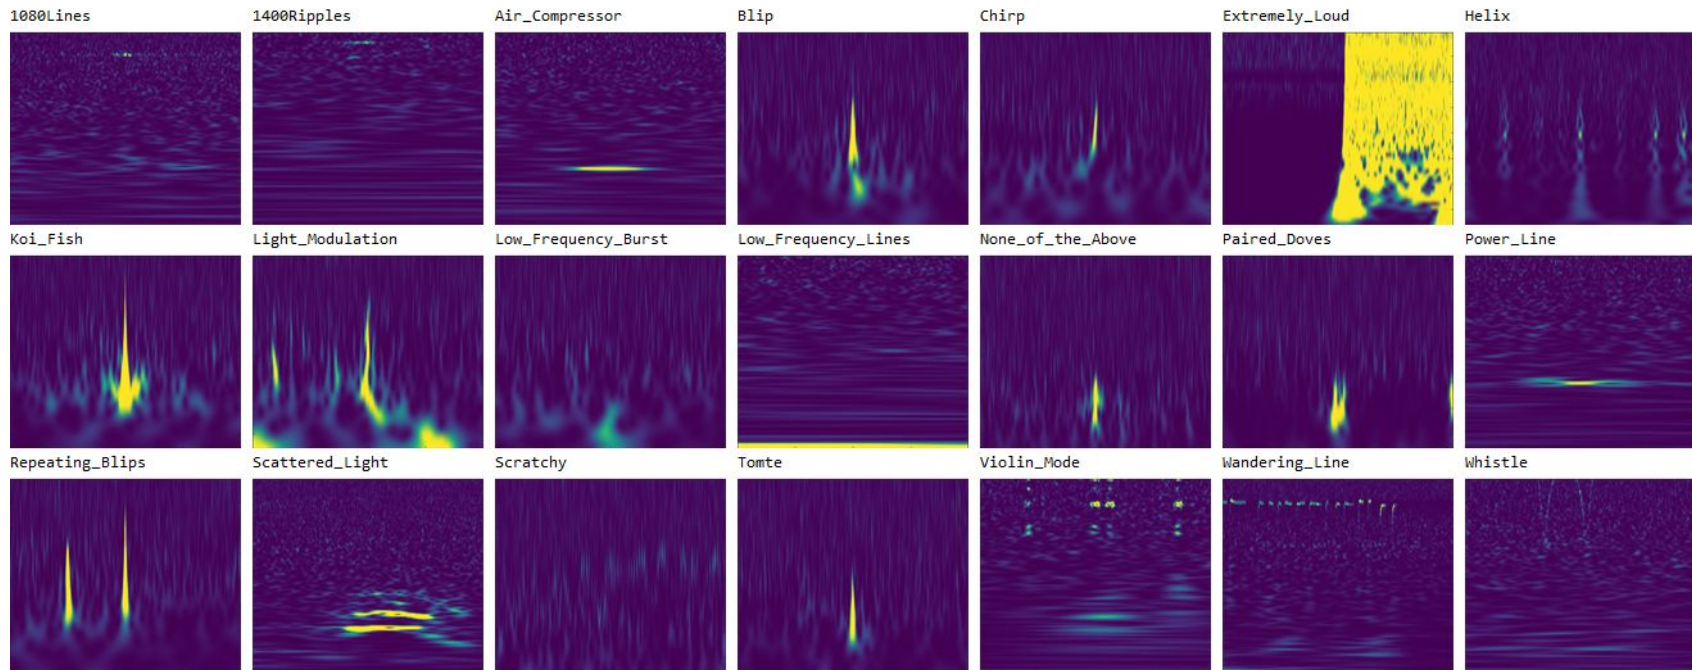 1080Lines 1400Ripples Air_Compressor Blip Chirp Extremely_Loud Helix
Koi_Fish Light_Modulation Low_Frequency_Burst Low_Frequency_Lines None_of_the_Above Paired_Doves Power_Line
Repeating_Blips Scattered_Light Scratchy Tomte Violin_Mode Wandering_Line Whistle